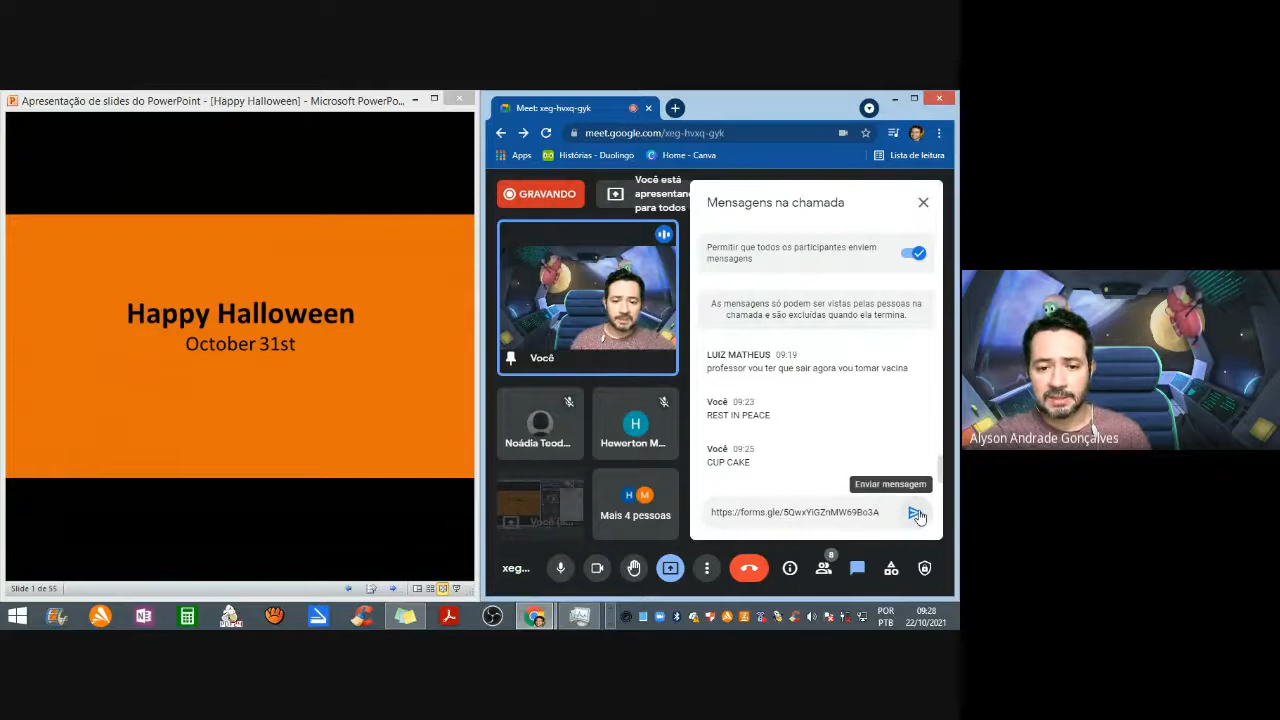 Apresentação de slides do PowerPoint - [Happy Halloween] - Microsoft PowerPo...
Happy Halloween
October 31st
Slide 1 de 55
Meet: xeg-hvxq-gyk
meet.google.com/xeg-hvxq-gyk
Apps
Histórias - Duolingo
Home - Canva
Lista de leitura
GRAVANDO
Você está
apresentan
para todos
Você
Noádia Teod...
Hewerton M...
H
H M
Mais 4 pessoas
Mensagens na chamada
Permitir que todos os participantes enviem
mensagens
As mensagens só podem ser vistas pelas pessoas na
chamada e são excluídas quando ela termina.
LUIZ MATHEUS 09:19
professor vou ter que sair agora vou tomar vacina
Você 09:23
REST IN PEACE
Você 09:25
CUP CAKE
Enviar mensagem
https://forms.gle/5QwxYiGZnMW69Bo3A
xeg...
8
POR
PTB
09:28
22/10/2021
Alyson Andrade Gonçalves